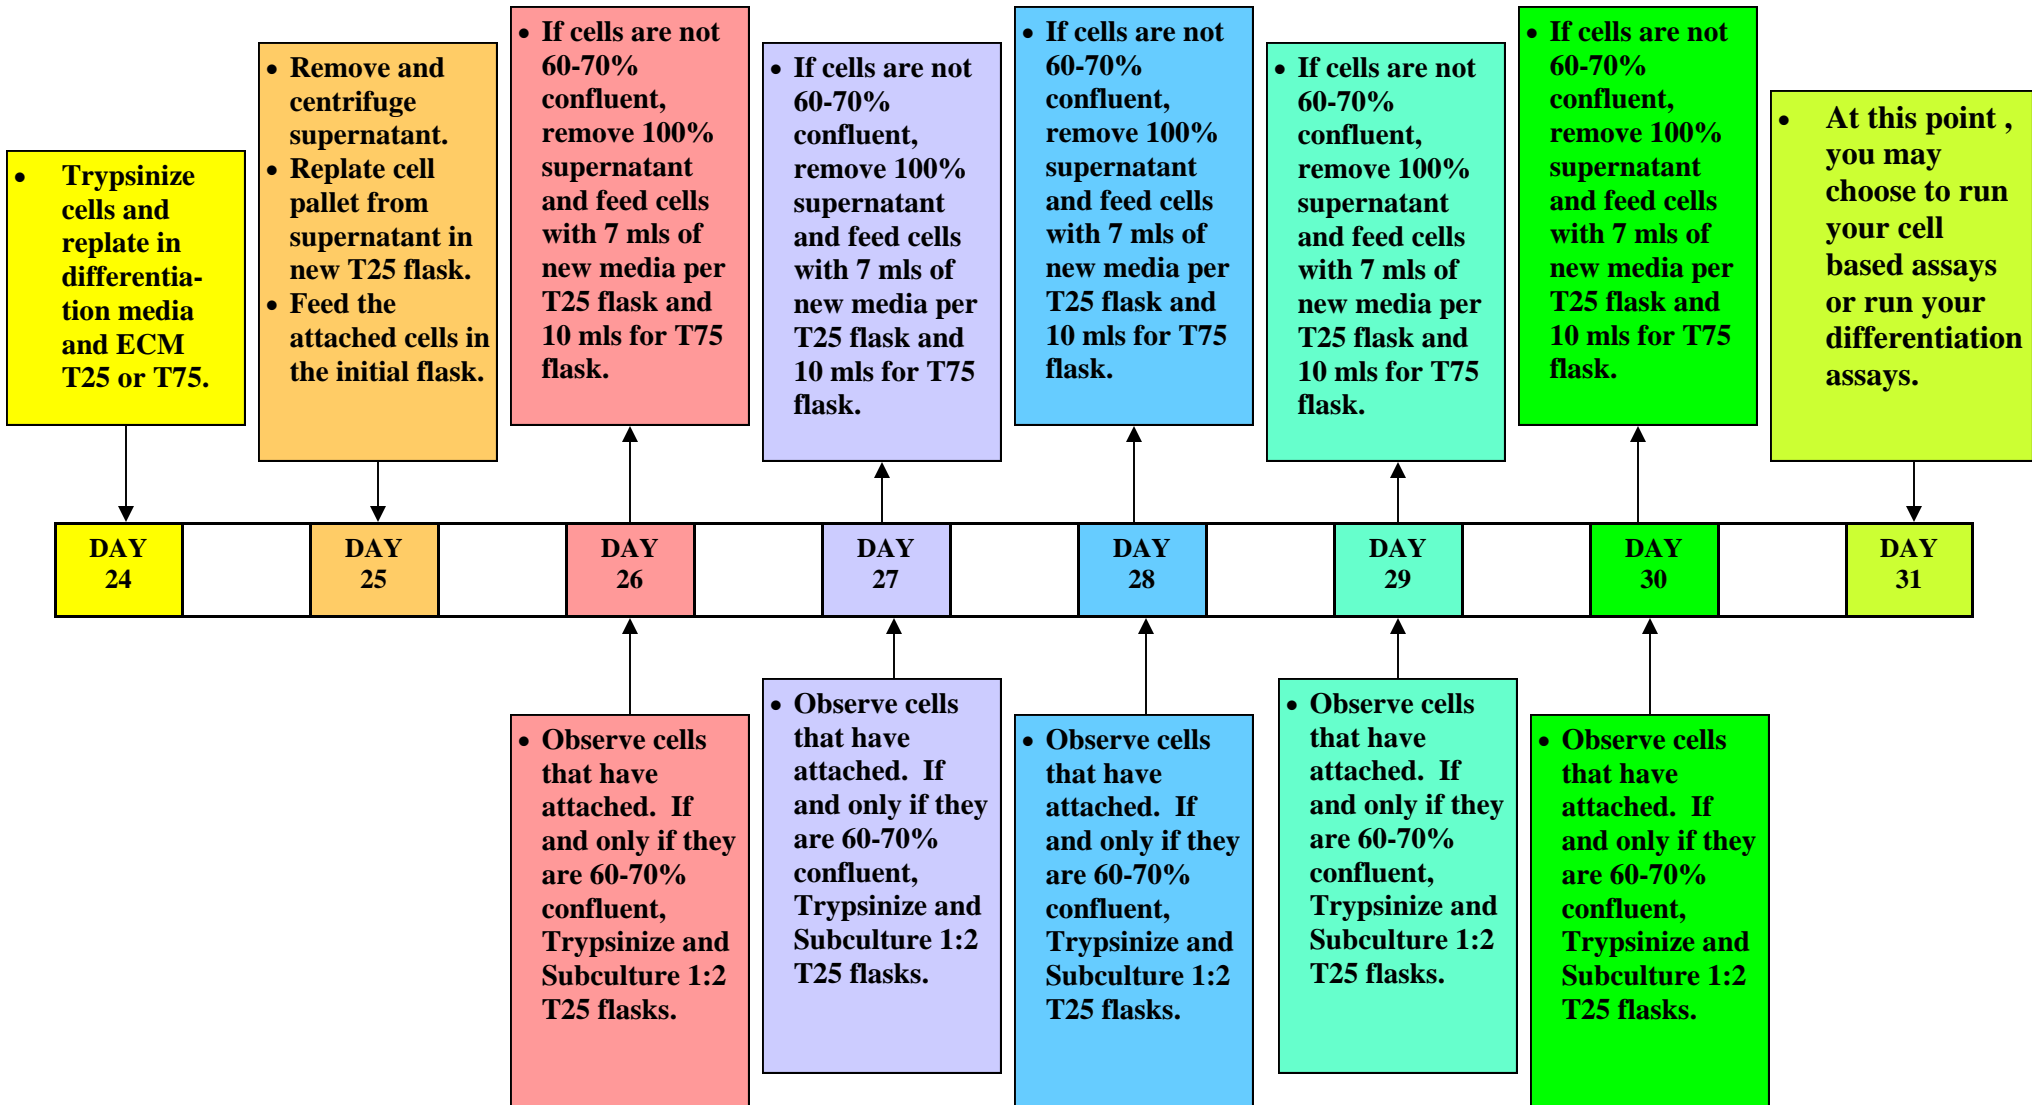 • Trypsinize
cells and
replate in
differentia-
tion media
and ECM
T25 or T75.
• Remove and
centrifuge
supernatant.
• Replate cell
pallet from
supernatant in
new T25 flask.
• Feed the
attached cells in
the initial flask.
• If cells are not
60-70%
confluent,
remove 100%
supernatant
and feed cells
with 7 mls of
new media per
T25 flask and
10 mls for T75
flask.
• If cells are not
60-70%
confluent,
remove 100%
supernatant
and feed cells
with 7 mls of
new media per
T25 flask and
10 mls for T75
flask.
• If cells are not
60-70%
confluent,
remove 100%
supernatant
and feed cells
with 7 mls of
new media per
T25 flask and
10 mls for T75
flask.
• If cells are not
60-70%
confluent,
remove 100%
supernatant
and feed cells
with 7 mls of
new media per
T25 flask and
10 mls for T75
flask.
• If cells are not
60-70%
confluent,
remove 100%
supernatant
and feed cells
with 7 mls of
new media per
T25 flask and
10 mls for T75
flask.
• At this point ,
you may
choose to run
your cell
based assays
or run your
differentiation
assays.
DAY
24
DAY
25
DAY
26
DAY
27
DAY
28
DAY
29
DAY
30
DAY
31
• Observe cells
that have
attached.  If
and only if they
are 60-70%
confluent,
Trypsinize and
Subculture 1:2
T25 flasks.
• Observe cells
that have
attached.  If
and only if they
are 60-70%
confluent,
Trypsinize and
Subculture 1:2
T25 flasks.
• Observe cells
that have
attached.  If
and only if they
are 60-70%
confluent,
Trypsinize and
Subculture 1:2
T25 flasks.
• Observe cells
that have
attached.  If
and only if they
are 60-70%
confluent,
Trypsinize and
Subculture 1:2
T25 flasks.
• Observe cells
that have
attached.  If
and only if they
are 60-70%
confluent,
Trypsinize and
Subculture 1:2
T25 flasks.